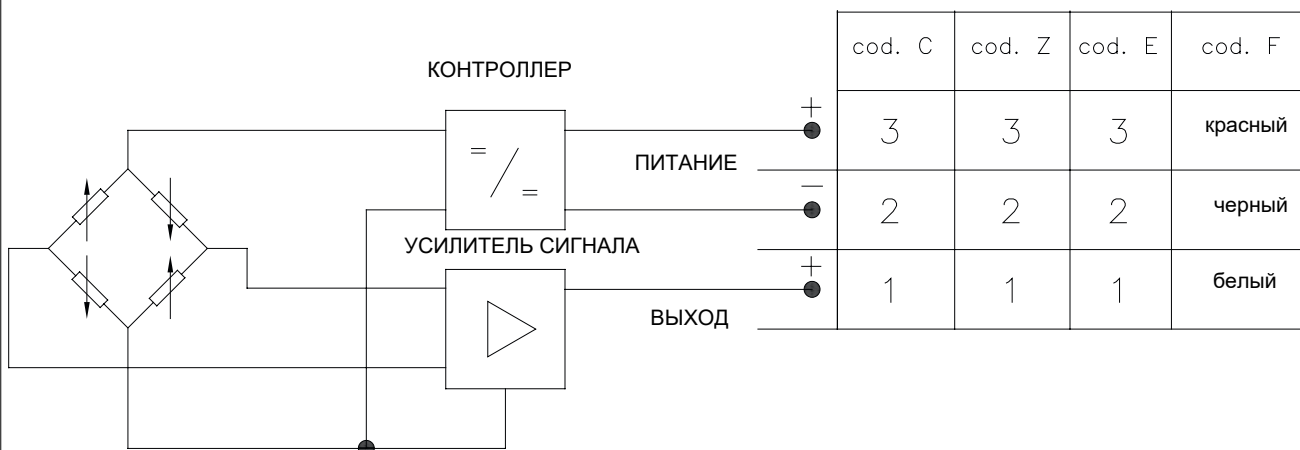 cod. C cod. Z cod. E cod. F
КОНТРОЛЛЕР
+ 3 3 3 красный
= / =
ПИТАНИЕ
− 2 2 2 черный
УСИЛИТЕЛЬ СИГНАЛА
+ 1 1 1 белый
ВЫХОД